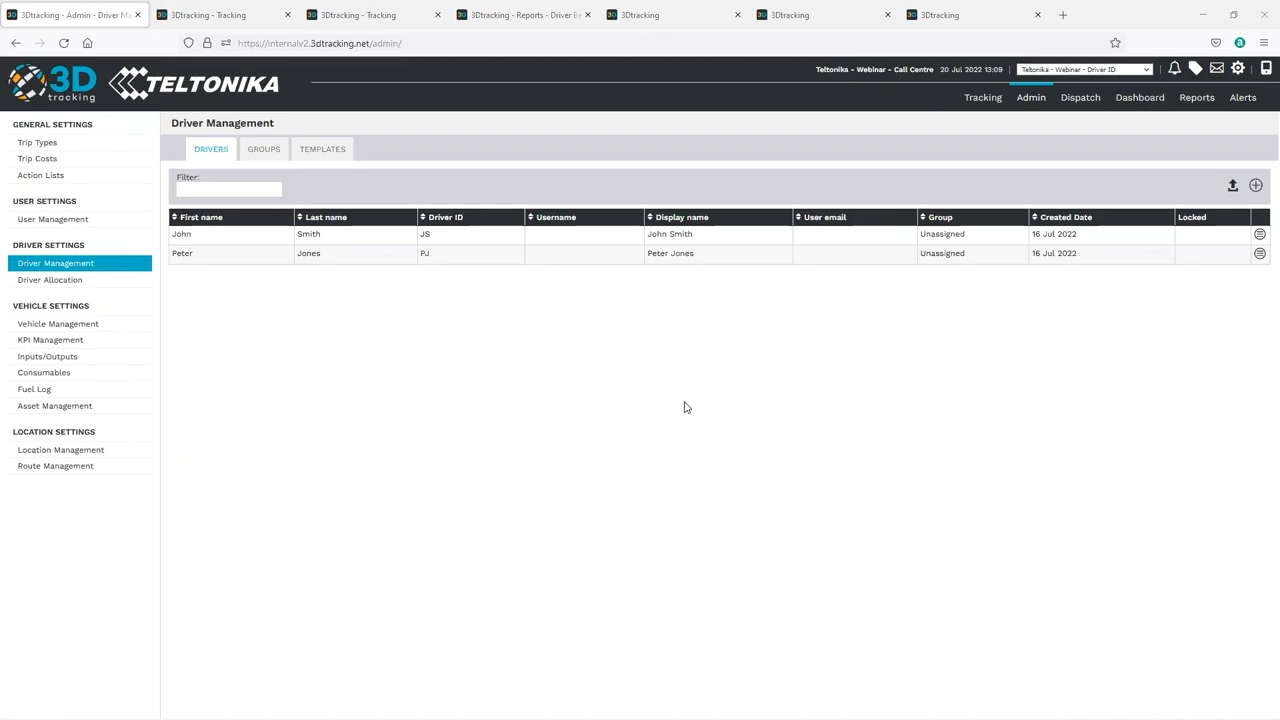 3Dtracking - Admin - Driver Ma
3Dtracking - Tracking
3Dtracking - Tracking
3Dtracking - Reports - Driver Be
3Dtracking
3Dtracking
3Dtracking
https://internalv2.3dtracking.net/admin/
3D tracking
TELTONIKA
Teltonika - Webinar - Call Centre 20 Jul 2022 13:09
Teltonika - Webinar - Driver ID
Tracking Admin Dispatch Dashboard Reports Alerts
GENERAL SETTINGS
Trip Types
Trip Costs
Action Lists
USER SETTINGS
User Management
DRIVER SETTINGS
Driver Management
Driver Allocation
VEHICLE SETTINGS
Vehicle Management
KPI Management
Inputs/Outputs
Consumables
Fuel Log
Asset Management
LOCATION SETTINGS
Location Management
Route Management
Driver Management
DRIVERS GROUPS TEMPLATES
Filter:
First name Last name Driver ID Username Display name User email Group Created Date Locked
John Smith JS John Smith Unassigned 16 Jul 2022
Peter Jones PJ Peter Jones Unassigned 16 Jul 2022